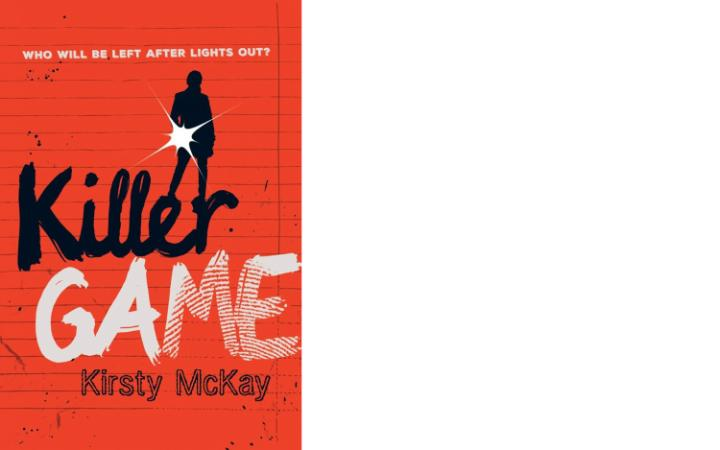 WHO WILL BE LEFT AFTER LIGHTS OUT?
Killer
GAME
Kirsty McKay